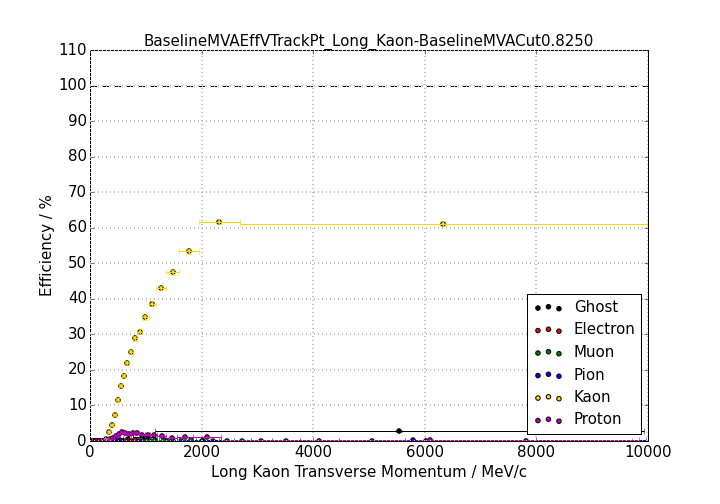 BaselineMVAEffVTrackPt_Long_Kaon-BaselineMVACut0.8250
110
100
90
80
70
60
50
40
30
20
10
0
Efficiency / %
Ghost
Electron
Muon
Pion
Kaon
Proton
0 2000 4000 6000 8000 10000
Long Kaon Transverse Momentum / MeV/c